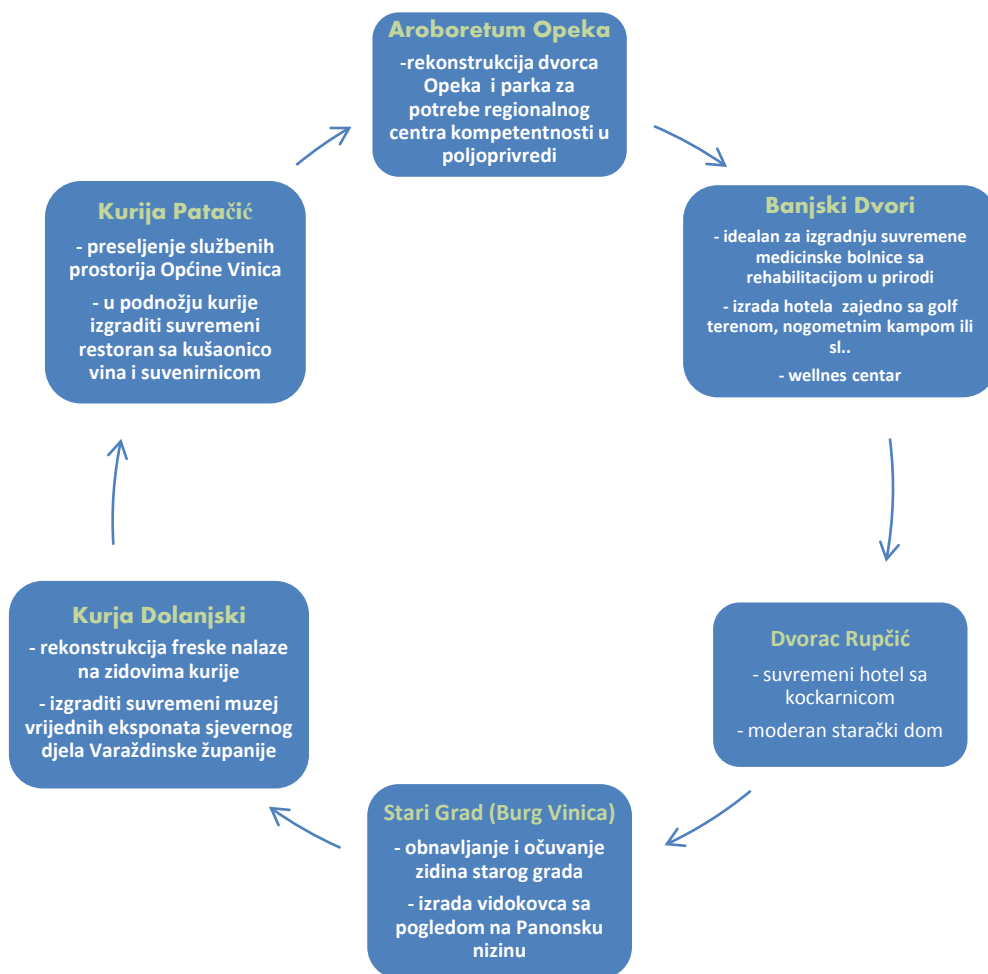 Aroboretum Opeka
-rekonstrukcija dvorca
Opeka i parka za
potrebe regionalnog
centra kompetentnosti u
poljoprivredi
Banjski Dvori
- idealan za izgradnju suvremene
medicinske bolnice sa
rehabilitacijom u prirodi
- izrada hotela zajedno sa golf
terenom, nogometnim kampom ili
sl..
- wellnes centar
Dvorac Rupčić
- suvremeni hotel sa
kockarnicom
- moderan starački dom
Stari Grad (Burg Vinica)
- obnavljanje i očuvanje
zidina starog grada
- izrada vidokovca sa
pogledom na Panonsku
nizinu
Kurja Dolanjski
- rekonstrukcija freske nalaze
na zidovima kurije
- izgraditi suvremeni muzej
vrijednih eksponata sjevernog
djela Varaždinske županije
Kurija Patačić
- preseljenje službenih
prostorija Općine Vinica
- u podnožju kurije
izgraditi suvremeni
restoran sa kušaonico
vina i suvenirnicom